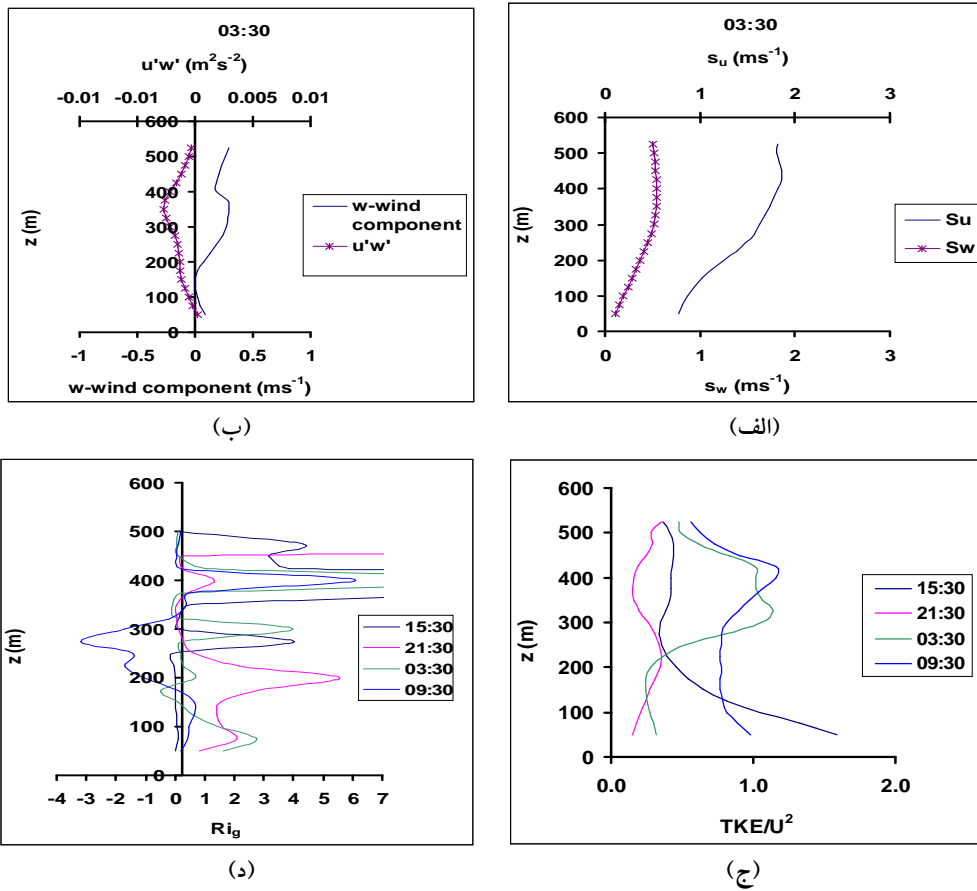 03:30
u'w' (m²s⁻²)
-0.01 -0.01 0 0.005 0.01
600
500
400
300
200
100
0
z (m)
w-wind component
u'w'
-1 -0.5 0 0.5 1
w-wind component (ms⁻¹)
(ب)
03:30
s_u (ms⁻¹)
0 1 2 3
600
500
400
300
200
100
0
z (m)
Su
Sw
0 1 2 3
s_w (ms⁻¹)
(الف)
600
500
400
300
200
100
0
z (m)
15:30
21:30
03:30
09:30
-4 -3 -2 -1 0 1 2 3 4 5 6 7
Ri_g
(د)
600
500
400
300
200
100
0
z (m)
15:30
21:30
03:30
09:30
0.0 1.0 2.0
TKE/U²
(ج)